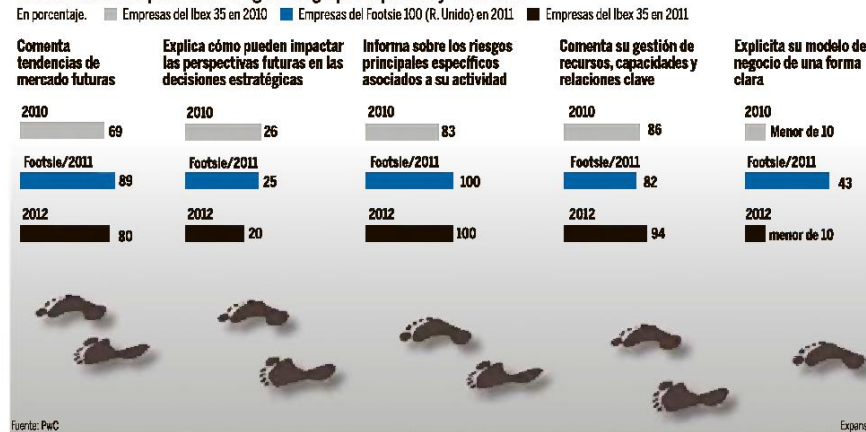 En porcentaje. Empresas del Ibex 35 en 2010 Empresas del Footsie 100 (R. Unido) en 2011 Empresas del Ibex 35 en 2011
Comenta
tendencias de
mercado futuras
2010
69
Footsie/2011
89
2012
80
Explica cómo pueden impactar
las perspectivas futuras en las
decisiones estratégicas
2010
26
Footsie/2011
25
2012
20
Informa sobre los riesgos
principales específicos
asociados a su actividad
2010
83
Footsie/2011
100
2012
100
Comenta su gestión de
recursos, capacidades y
relaciones clave
2010
86
Footsie/2011
82
2012
94
Explicita su modelo de
negocio de una forma
clara
2010
Menor de 10
Footsie/2011
43
2012
menor de 10
Fuente: PwC
Expans